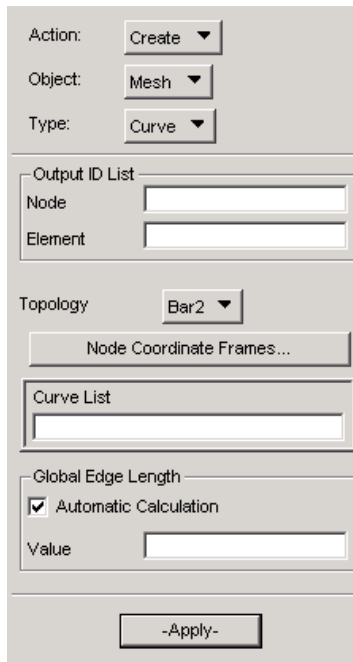 Action: Create
Object: Mesh
Type: Curve
Output ID List
Node
Element
Topology Bar2
Node Coordinate Frames...
Curve List
Global Edge Length
Automatic Calculation
Value
-Apply-